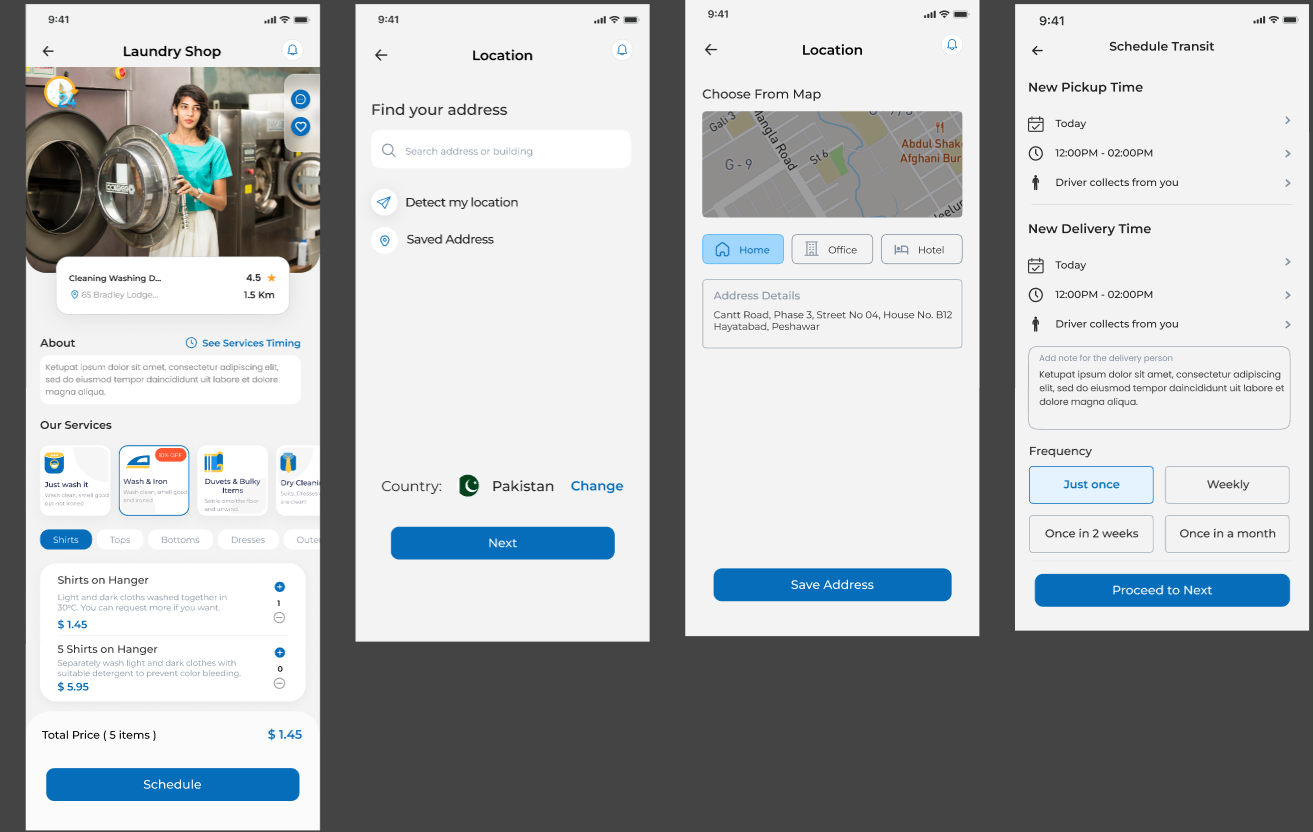 9:41
Laundry Shop
24
Cleaning Washing D...
4.5
65 Bradley Lodge...
1.5 Km
About
See Services Timing
Ketupat ipsum dolor sit amet, consectetur adipiscing elit,
sed do eiusmod tempor daincididunt uit labore et dolore
magna aliqua.
Our Services
Just wash it
Wash clean, smell good
but not ironed
30% OFF
Wash & Iron
Wash clean, smell good
and ironed
Duvets & Bulky
Items
Settle onto the floor
and unwind
Dry Cleani
Suits, Dresses
are clean!
Shirts
Tops
Bottoms
Dresses
Oute
Shirts on Hanger
Light and dark cloths washed together in
30°C. You can request more if you want.
$ 1.45
1
5 Shirts on Hanger
Separately wash light and dark clothes with
suitable detergent to prevent color bleeding.
$ 5.95
0
Total Price ( 5 items )
$ 1.45
Schedule
9:41
Location
Find your address
Search address or building
Detect my location
Saved Address
Country:
Pakistan
Change
Next
9:41
Location
Choose From Map
Gali 3
Mangla Road
St 6
G - 9
Abdul Shak
Afghani Bur
Home
Office
Hotel
Address Details
Cantt Road, Phase 3, Street No 04, House No. B12
Hayatabad, Peshawar
Save Address
9:41
Schedule Transit
New Pickup Time
Today
12:00PM - 02:00PM
Driver collects from you
New Delivery Time
Today
12:00PM - 02:00PM
Driver collects from you
Add note for the delivery person
Ketupat ipsum dolor sit amet, consectetur adipiscing
elit, sed do eiusmod tempor daincididunt uit labore et
dolore magna aliqua.
Frequency
Just once
Weekly
Once in 2 weeks
Once in a month
Proceed to Next